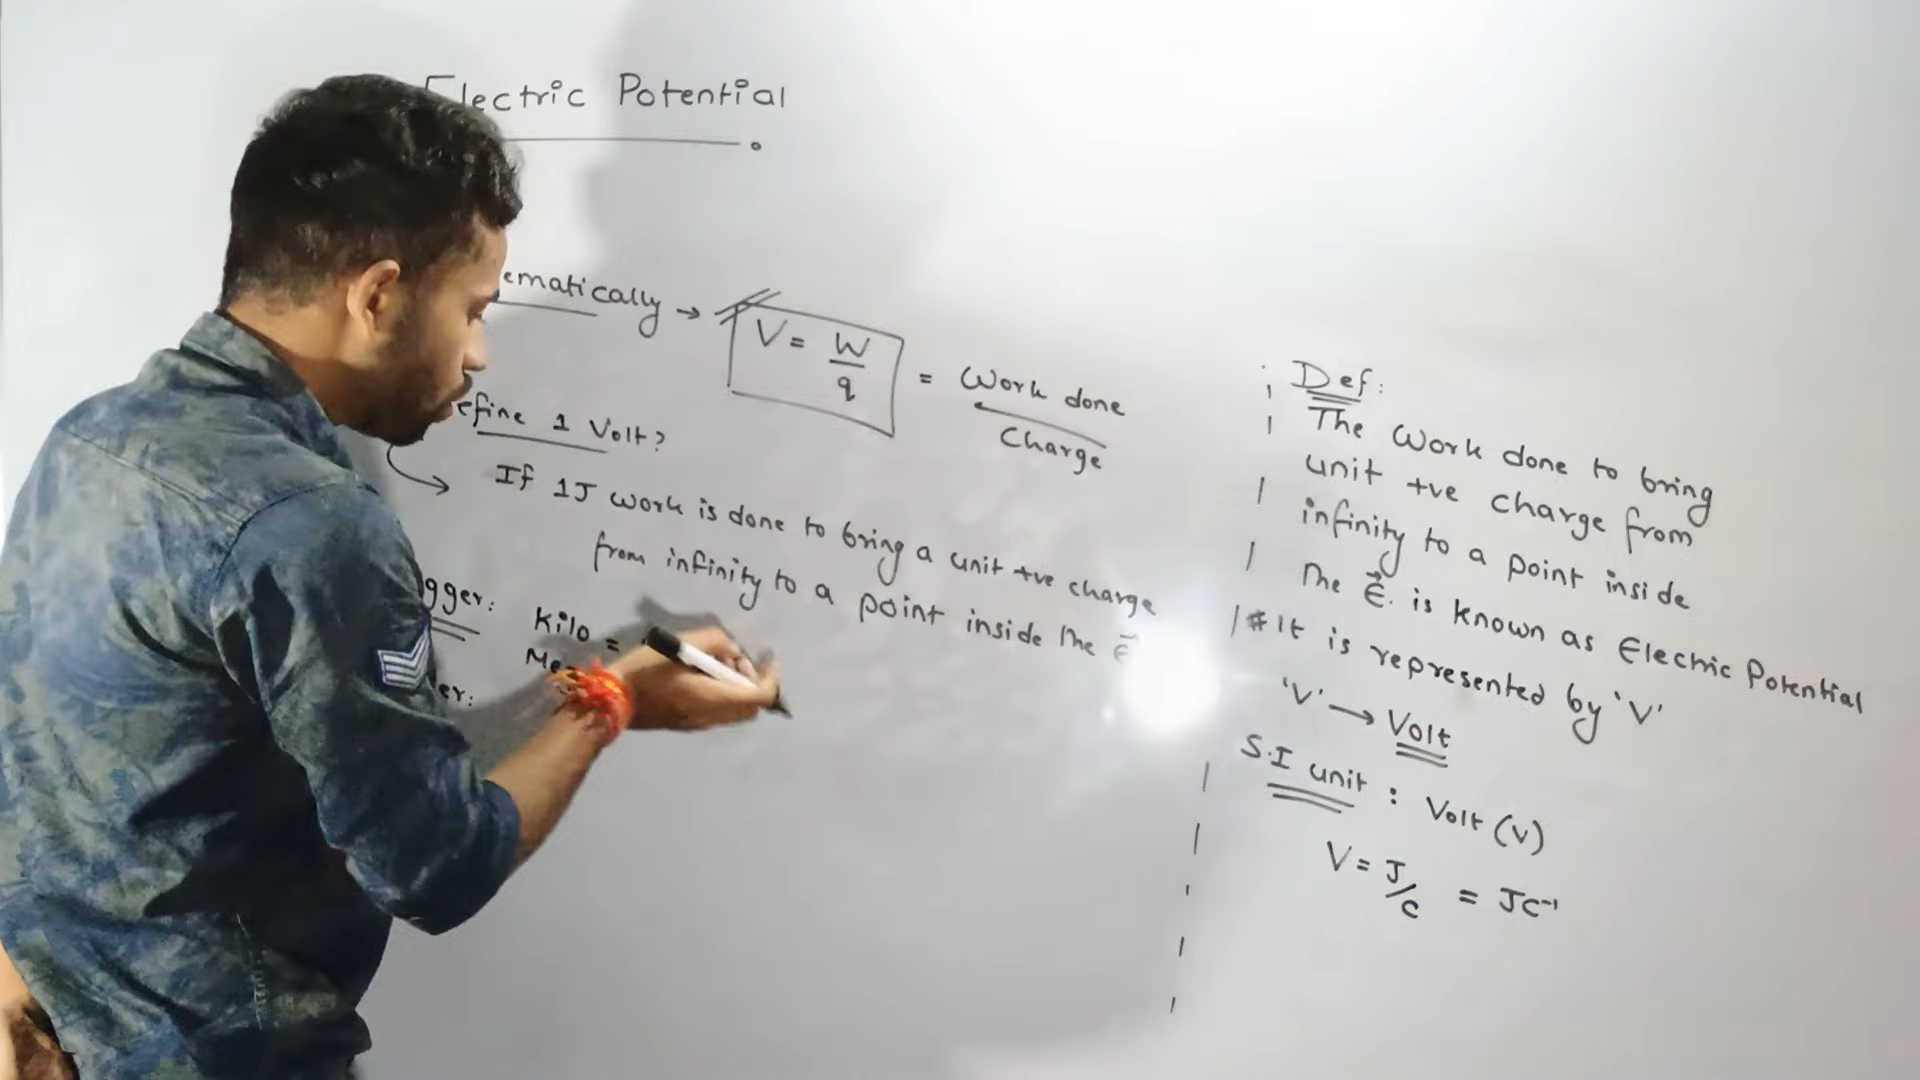 Electric Potential
ematically → V = W/q = Work done/Charge
efine 1 Volt?
If 1J work is done to bring a unit +ve charge
from infinity to a point inside the E⃗
gger: Kilo =
er:
Def:
The Work done to bring
unit +ve charge from
infinity to a point inside
the E⃗. is known as Electric Potential
# It is represented by 'V'
'V' → Volt
S.I unit : Volt (V)
V = J/C = JC⁻¹